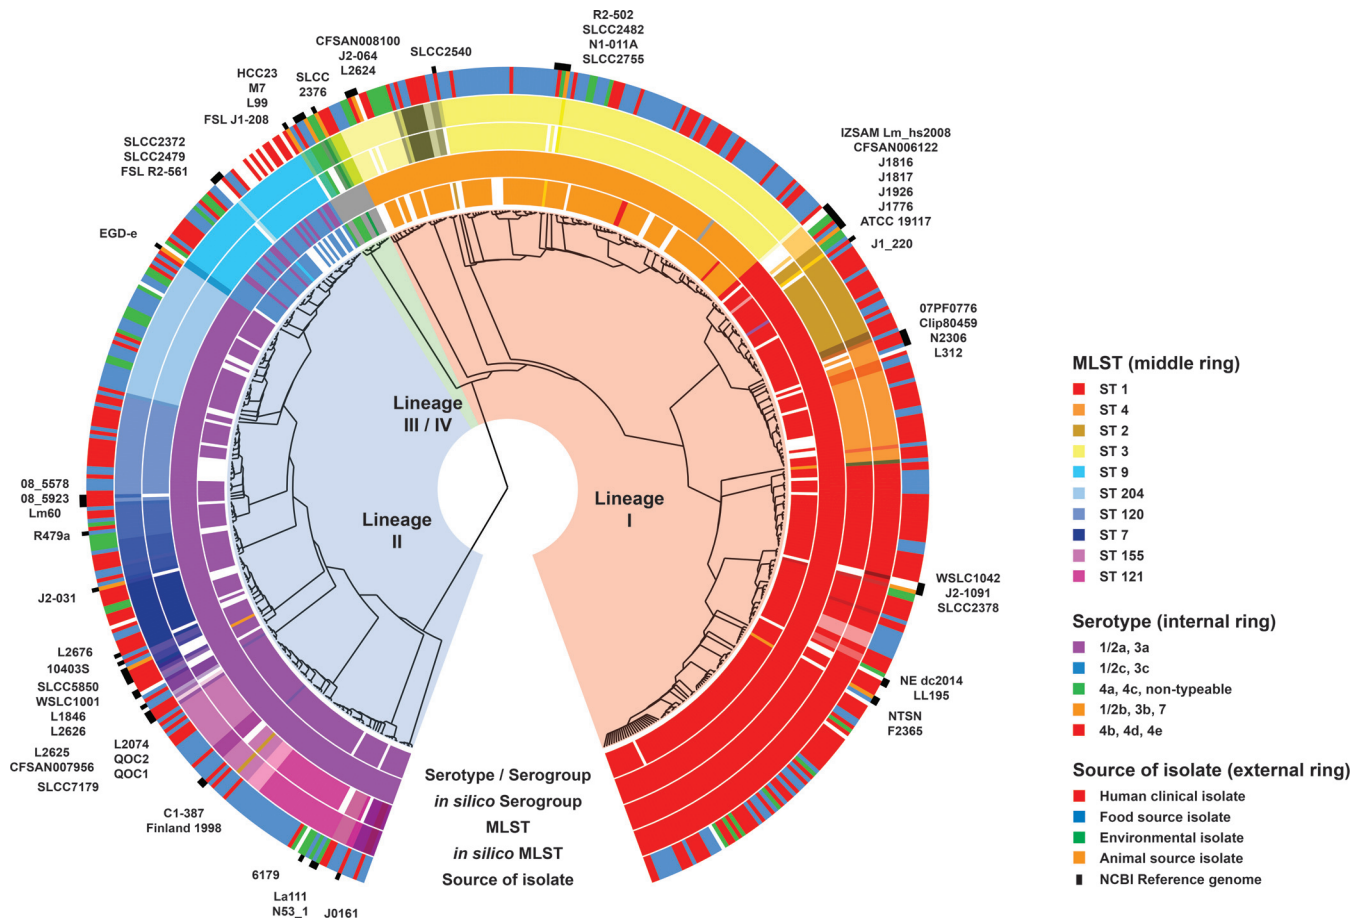 R2-502
SLCC2482
N1-011A
SLCC2755
CFSAN008100
J2-064
L2624
SLCC2540
HCC23
M7
L99
FSL J1-208
SLCC
2376
SLCC2372
SLCC2479
FSL R2-561
IZSAM Lm_hs2008
CFSAN006122
J1816
J1817
J1926
J1776
ATCC 19117
J1_220
EGD-e
07PF0776
Clip80459
N2306
L312
Lineage
III / IV
Lineage
I
Lineage
II
08_5578
08_5923
Lm60
R479a
J2-031
WSLC1042
J2-1091
SLCC2378
L2676
10403S
SLCC5850
WSLC1001
L1846
L2626
NE dc2014
LL195
NTSN
F2365
L2625
CFSAN007956
SLCC7179
L2074
QOC2
QOC1
C1-387
Finland 1998
6179
La111
N53_1
J0161
Serotype / Serogroup
in silico Serogroup
MLST
in silico MLST
Source of isolate
MLST (middle ring)
ST 1
ST 4
ST 2
ST 3
ST 9
ST 204
ST 120
ST 7
ST 155
ST 121
Serotype (internal ring)
1/2a, 3a
1/2c, 3c
4a, 4c, non-typeable
1/2b, 3b, 7
4b, 4d, 4e
Source of isolate (external ring)
Human clinical isolate
Food source isolate
Environmental isolate
Animal source isolate
NCBI Reference genome